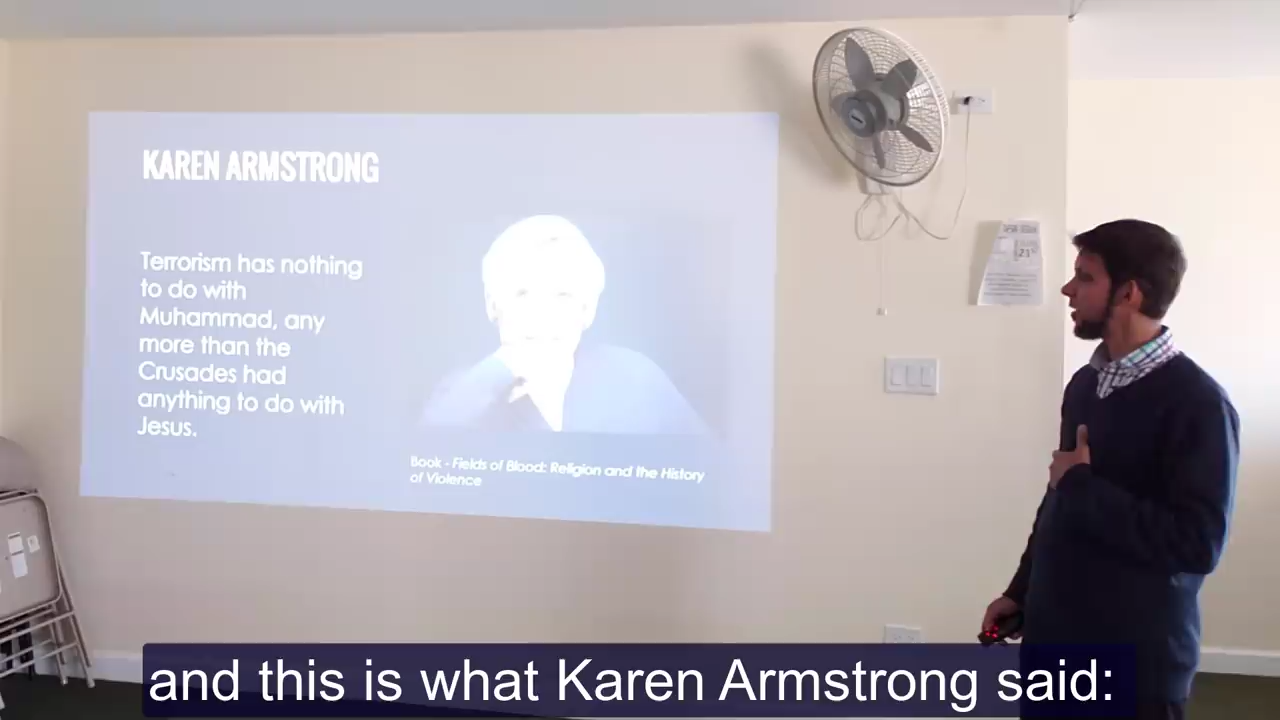 KAREN ARMSTRONG
Terrorism has nothing
to do with
Muhammad, any
more than the
Crusades had
anything to do with
Jesus.
Book - Fields of Blood: Religion and the History
of Violence
and this is what Karen Armstrong said: